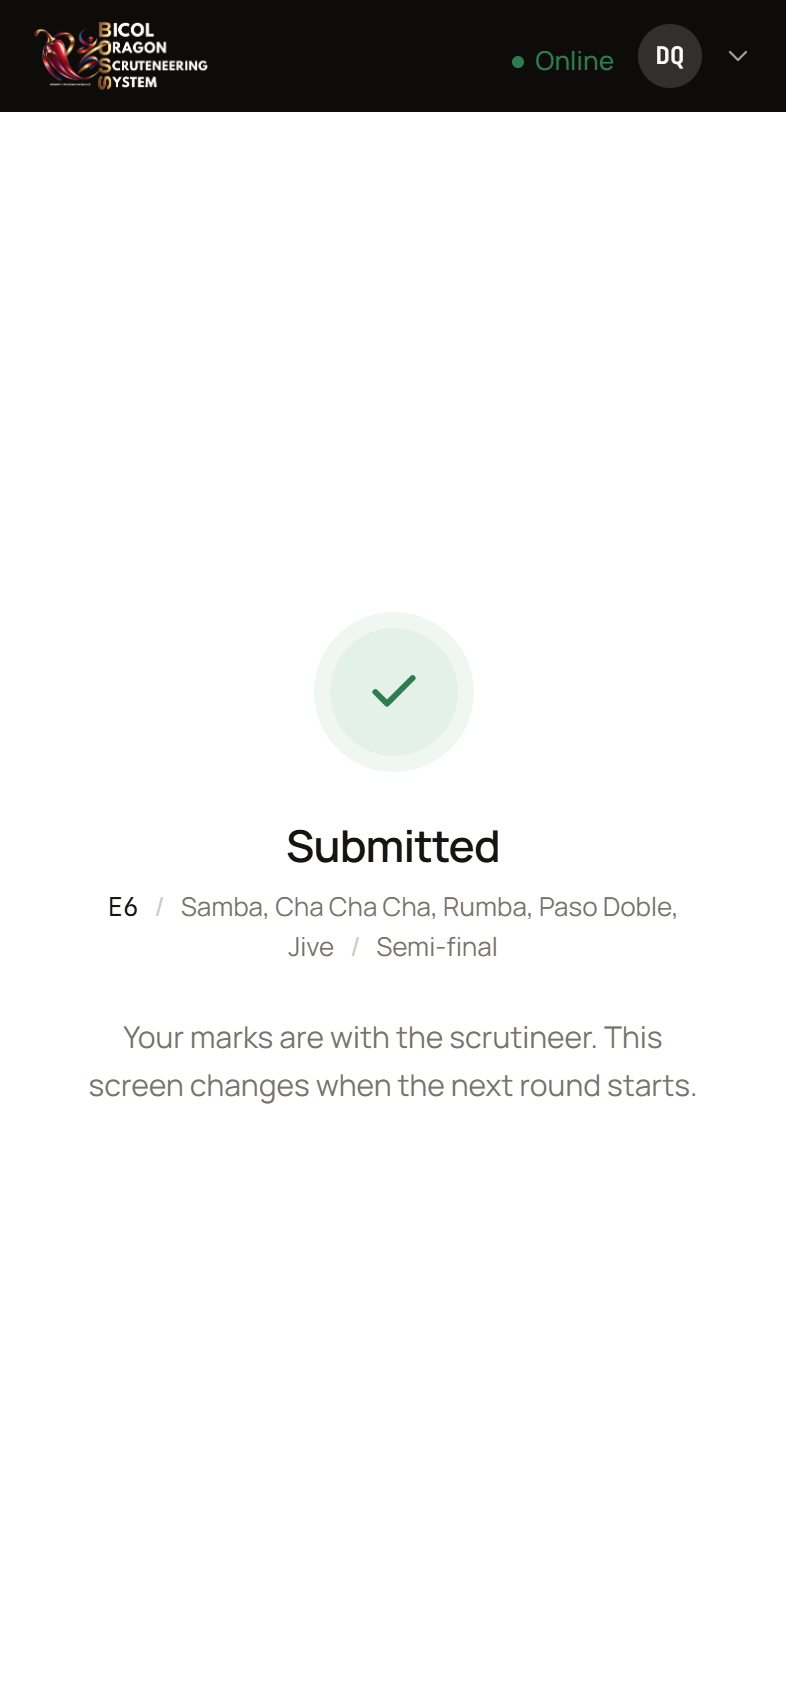 BICOL
DRAGON
SCRUTENEERING
SYSTEM
Online
DQ
Submitted
E6 / Samba, Cha Cha Cha, Rumba, Paso Doble,
Jive / Semi-final
Your marks are with the scrutineer. This
screen changes when the next round starts.